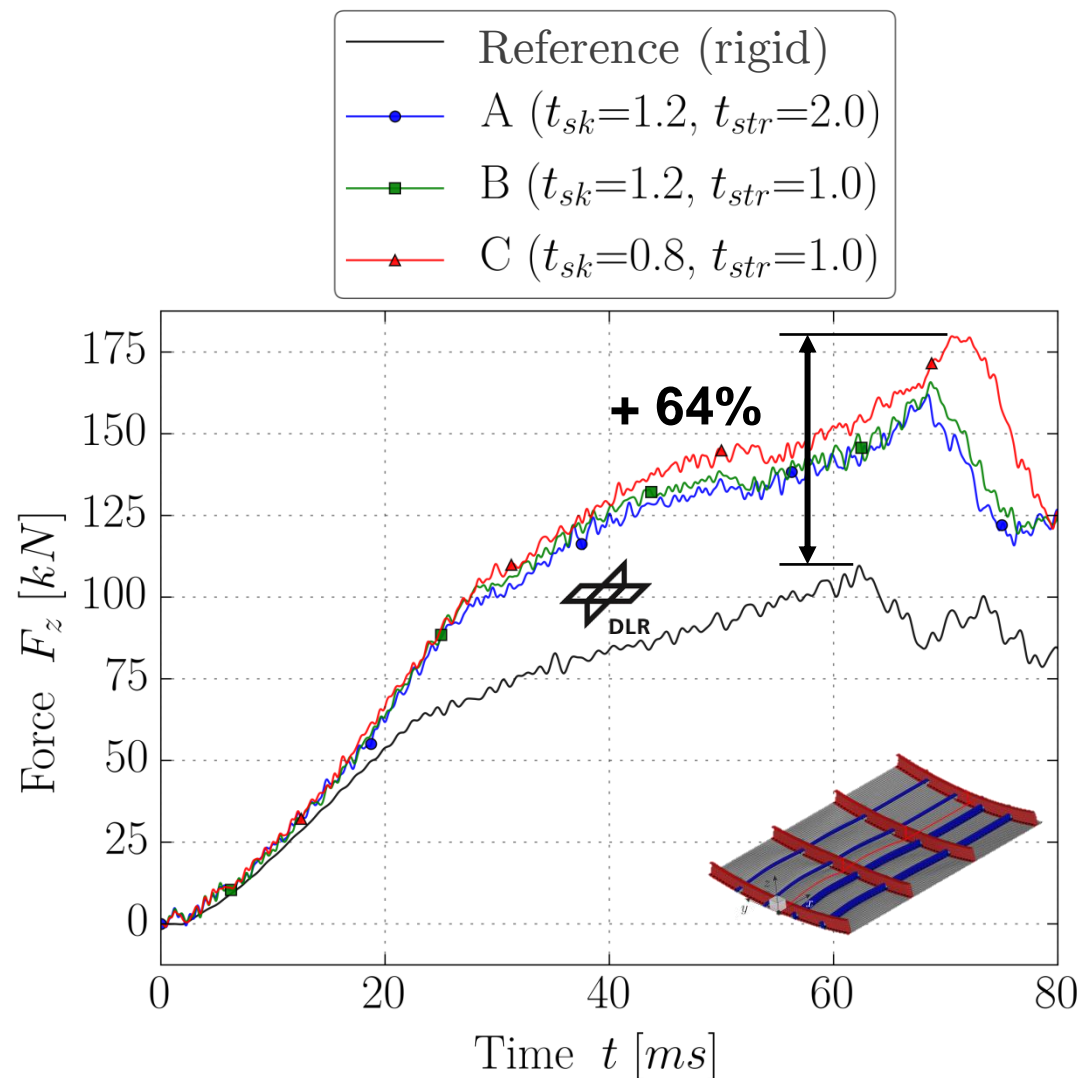 Reference (rigid)
A (t_sk=1.2, t_str=2.0)
B (t_sk=1.2, t_str=1.0)
C (t_sk=0.8, t_str=1.0)
175
150
125
100
75
50
25
0
Force F_z [kN]
+ 64%
DLR
z
y
x
0 20 40 60 80
Time t [ms]